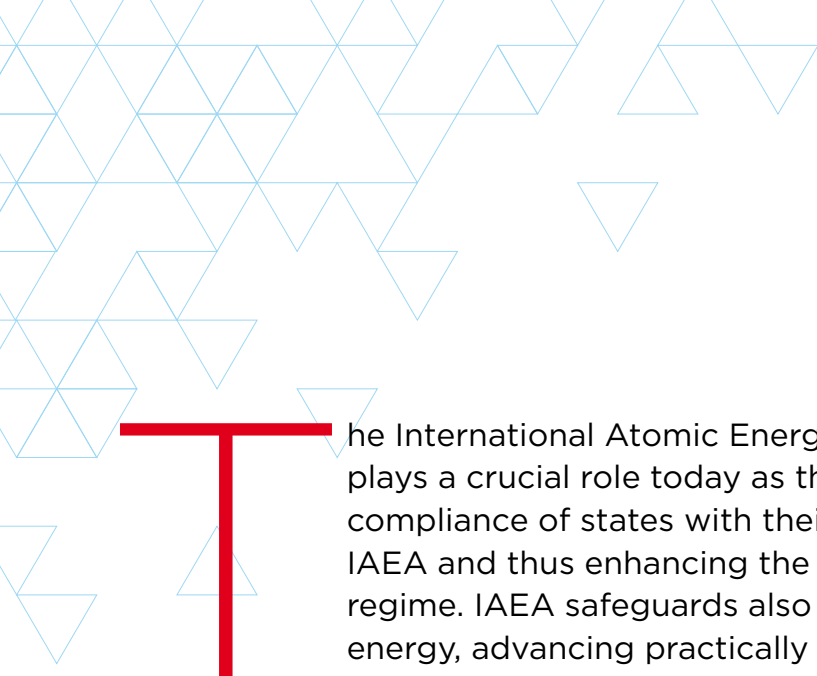 The International Atomic Energ
plays a crucial role today as th
compliance of states with thei
IAEA and thus enhancing the
regime. IAEA safeguards also
energy, advancing practically